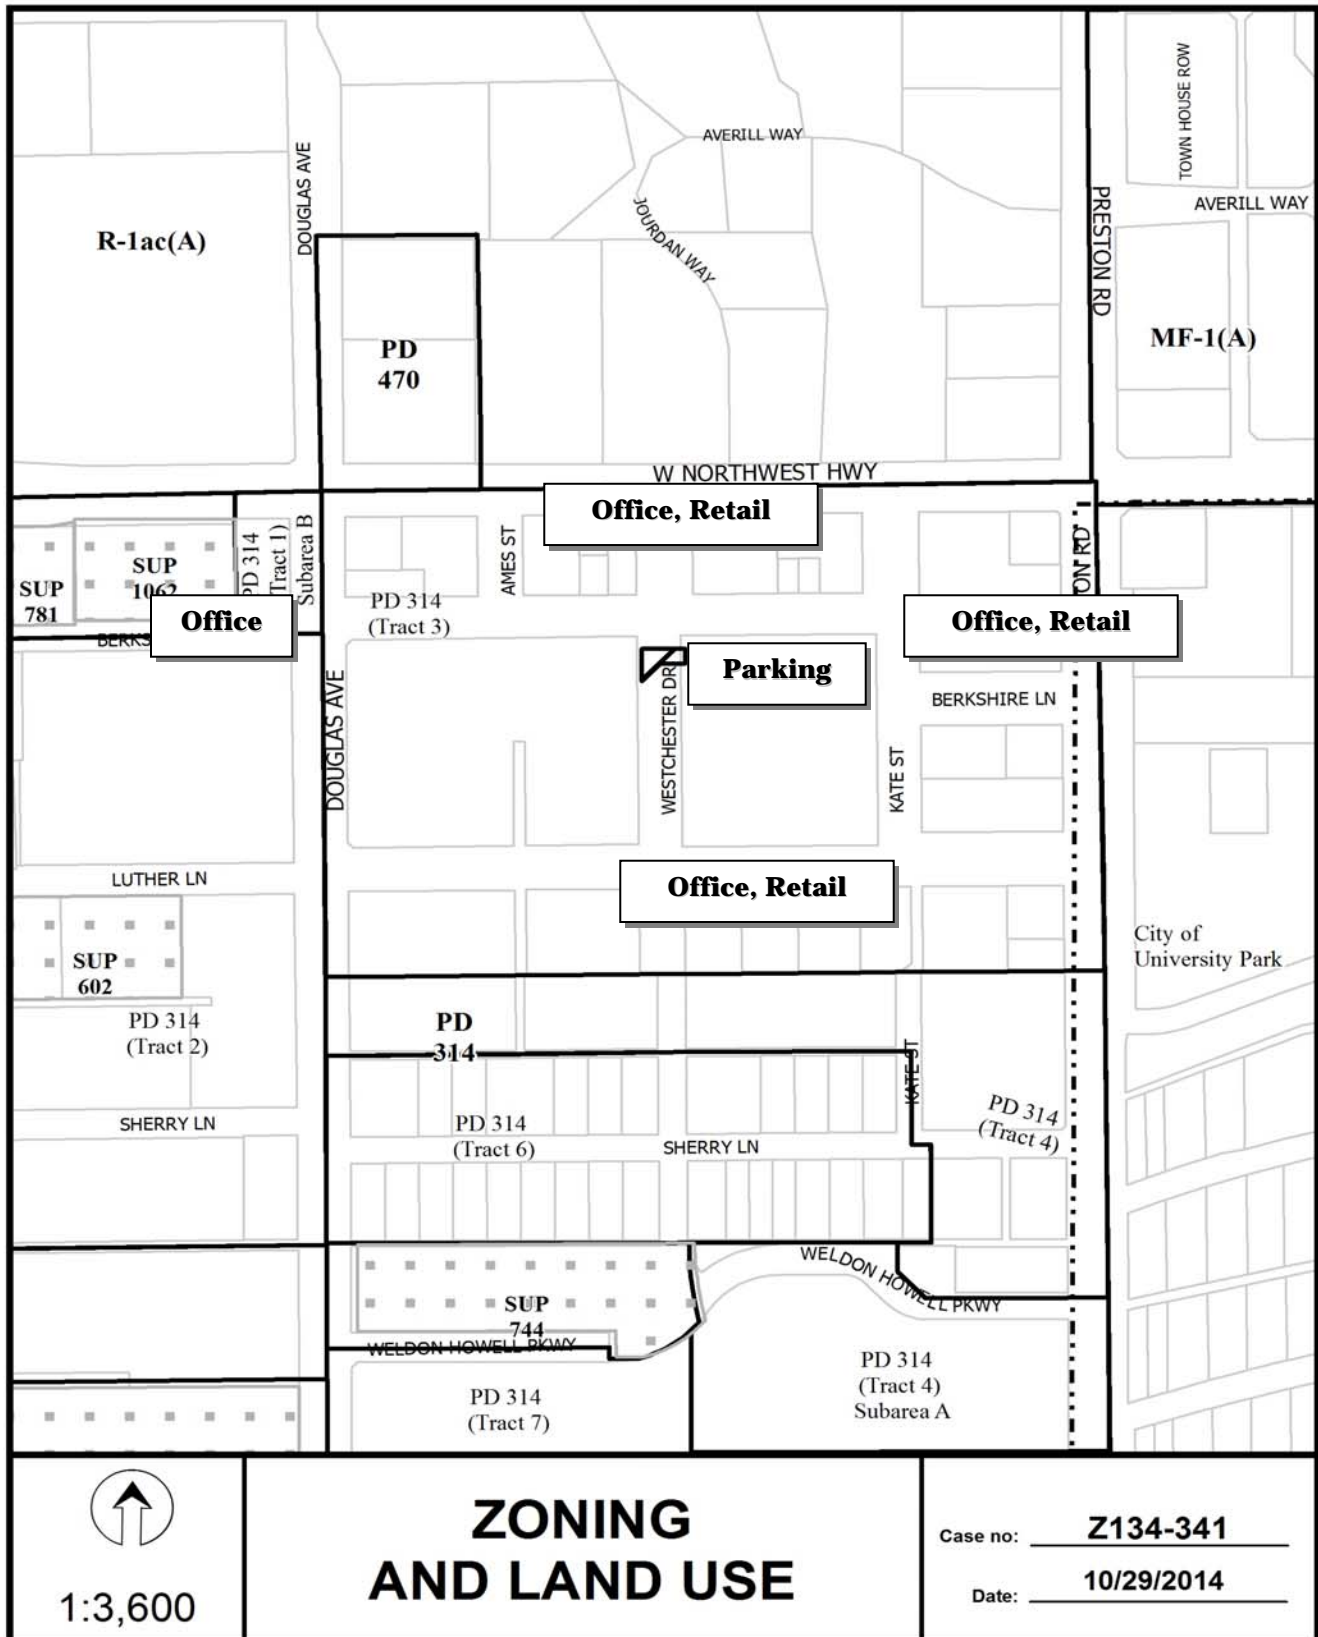 TOWN HOUSE ROW
AVERILL WAY
DOUGLAS AVE
JOURDAN WAY
PRESTON RD
AVERILL WAY
R-1ac(A)
MF-1(A)
PD
470
W NORTHWEST HWY
Office, Retail
SUP
781
SUP
1062
PD 314
(Tract 1)
Subarea B
AMES ST
PD 314
(Tract 3)
ON RD
Office
Office, Retail
BERKS
Parking
DOUGLAS AVE
WESTCHESTER DR
BERKSHIRE LN
KATE ST
LUTHER LN
Office, Retail
City of
University Park
SUP
602
PD 314
(Tract 2)
PD
314
KATE ST
PD 314
(Tract 4)
SHERRY LN
PD 314
(Tract 6)
SHERRY LN
WELDON HOWELL PKWY
SUP
744
WELDON HOWELL PKWY
PD 314
(Tract 7)
PD 314
(Tract 4)
Subarea A
1:3,600
ZONING
AND LAND USE
Case no: Z134-341
Date: 10/29/2014